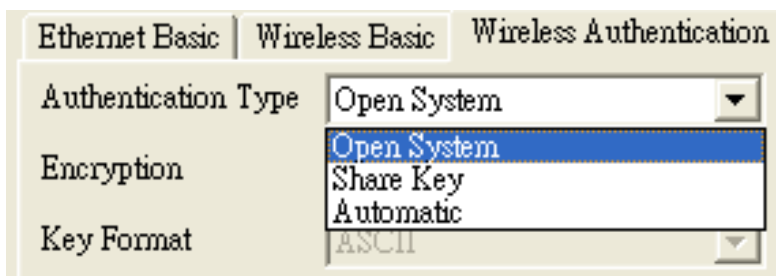 Ethernet Basic Wireless Basic Wireless Authentication
Authentication Type Open System
Open System
Encryption
Share Key
Automatic
Key Format ASCII